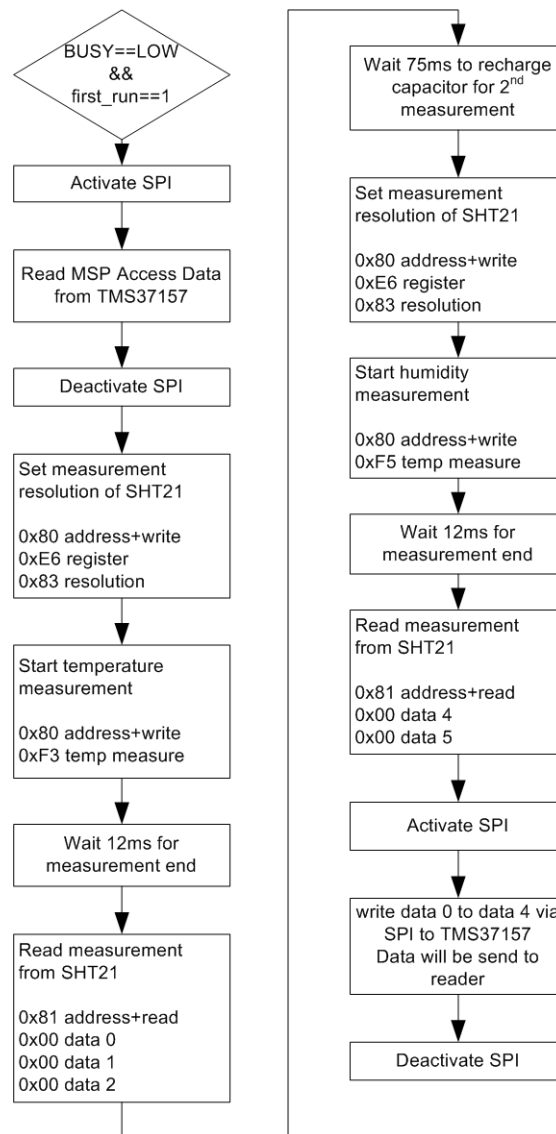 BUSY==LOW
&&
first_run==1
Activate SPI
Read MSP Access Data
from TMS37157
Deactivate SPI
Set measurement
resolution of SHT21
0x80 address+write
0xE6 register
0x83 resolution
Start temperature
measurement
0x80 address+write
0xF3 temp measure
Wait 12ms for
measurement end
Read measurement
from SHT21
0x81 address+read
0x00 data 0
0x00 data 1
0x00 data 2
Wait 75ms to recharge
capacitor for 2nd
measurement
Set measurement
resolution of SHT21
0x80 address+write
0xE6 register
0x83 resolution
Start humidity
measurement
0x80 address+write
0xF5 temp measure
Wait 12ms for
measurement end
Read measurement
from SHT21
0x81 address+read
0x00 data 4
0x00 data 5
Activate SPI
write data 0 to data 4 via
SPI to TMS37157
Data will be send to
reader
Deactivate SPI